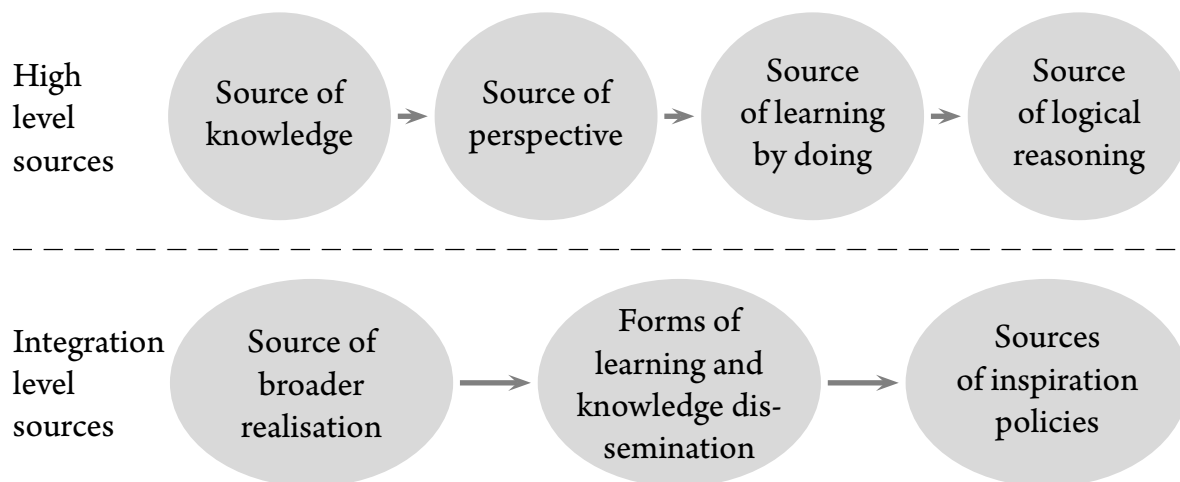 High
level
sources
Source of
knowledge
Source of
perspective
Source
of learning
by doing
Source
of logical
reasoning
Integration
level
sources
Source of
broader
realisation
Forms of
learning and
knowledge dis-
semination
Sources
of inspiration
policies